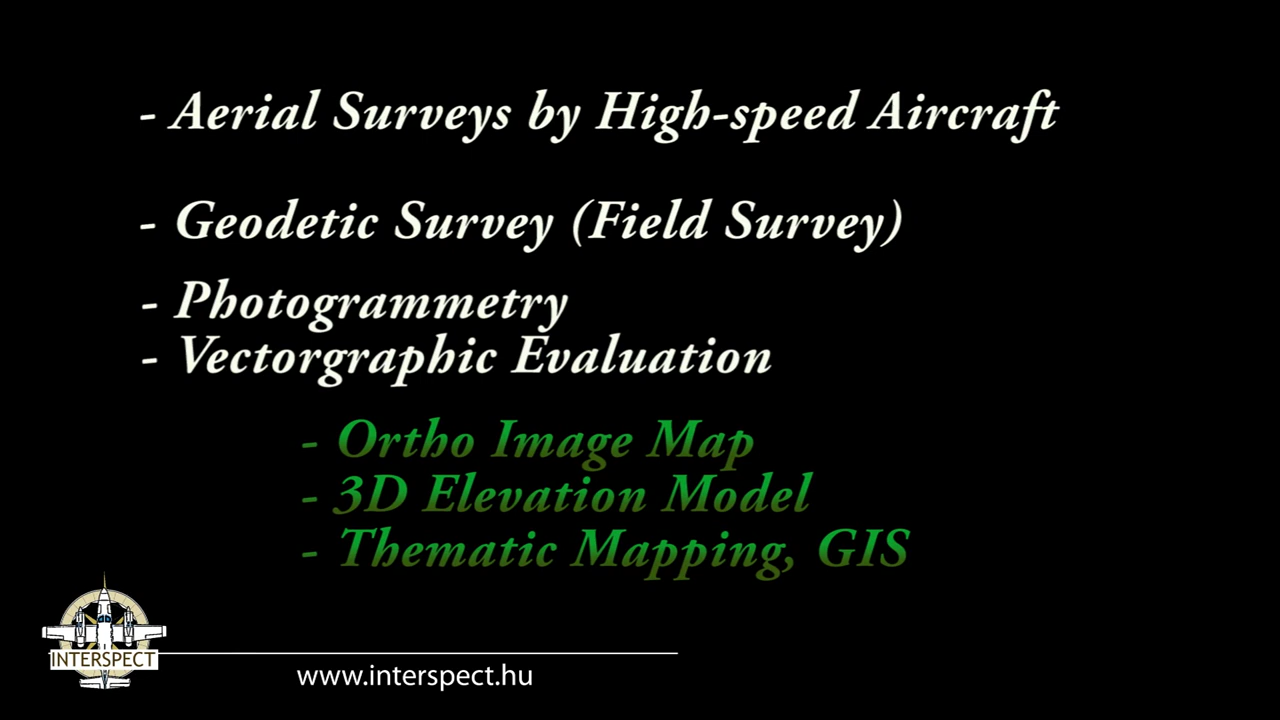 - Aerial Surveys by High-speed Aircraft
- Geodetic Survey (Field Survey)
- Photogrammetry
- Vectorgraphic Evaluation
- Ortho Image Map
- 3D Elevation Model
- Thematic Mapping, GIS
INTERSPECT
www.interspect.hu